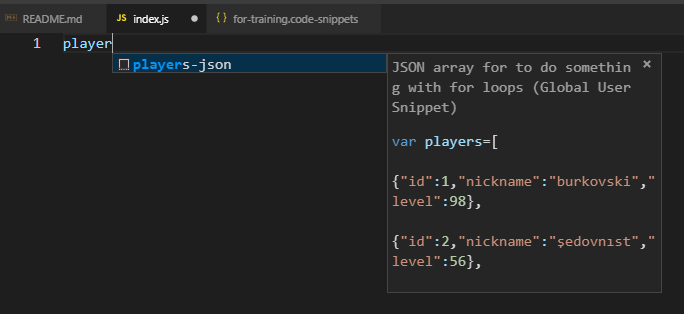 README.md JS index.js { } for-training.code-snippets
1 player
players-json
JSON array for to do somethin
g with for loops (Global User
Snippet)
var players=[
{"id":1,"nickname":"burkovski","
level":98},
{"id":2,"nickname":"şedovnıst","
level":56},